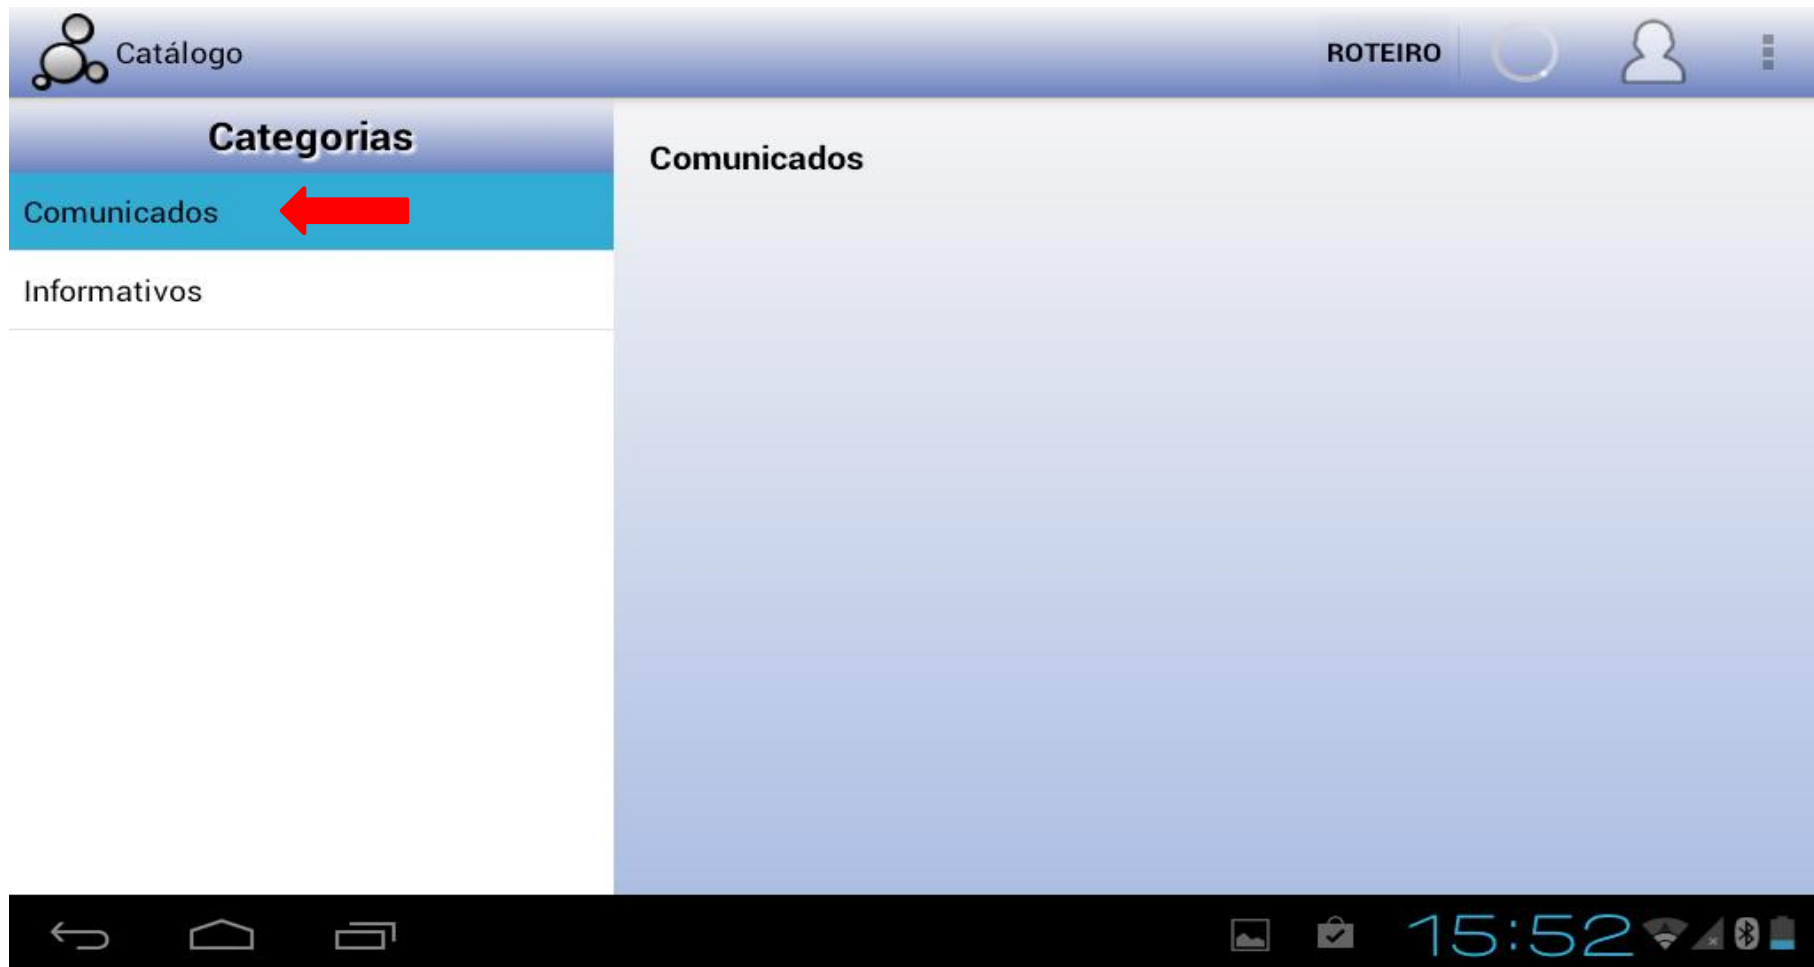 Catálogo
ROTEIRO
Categorias
Comunicados
Informativos
Comunicados
15:52